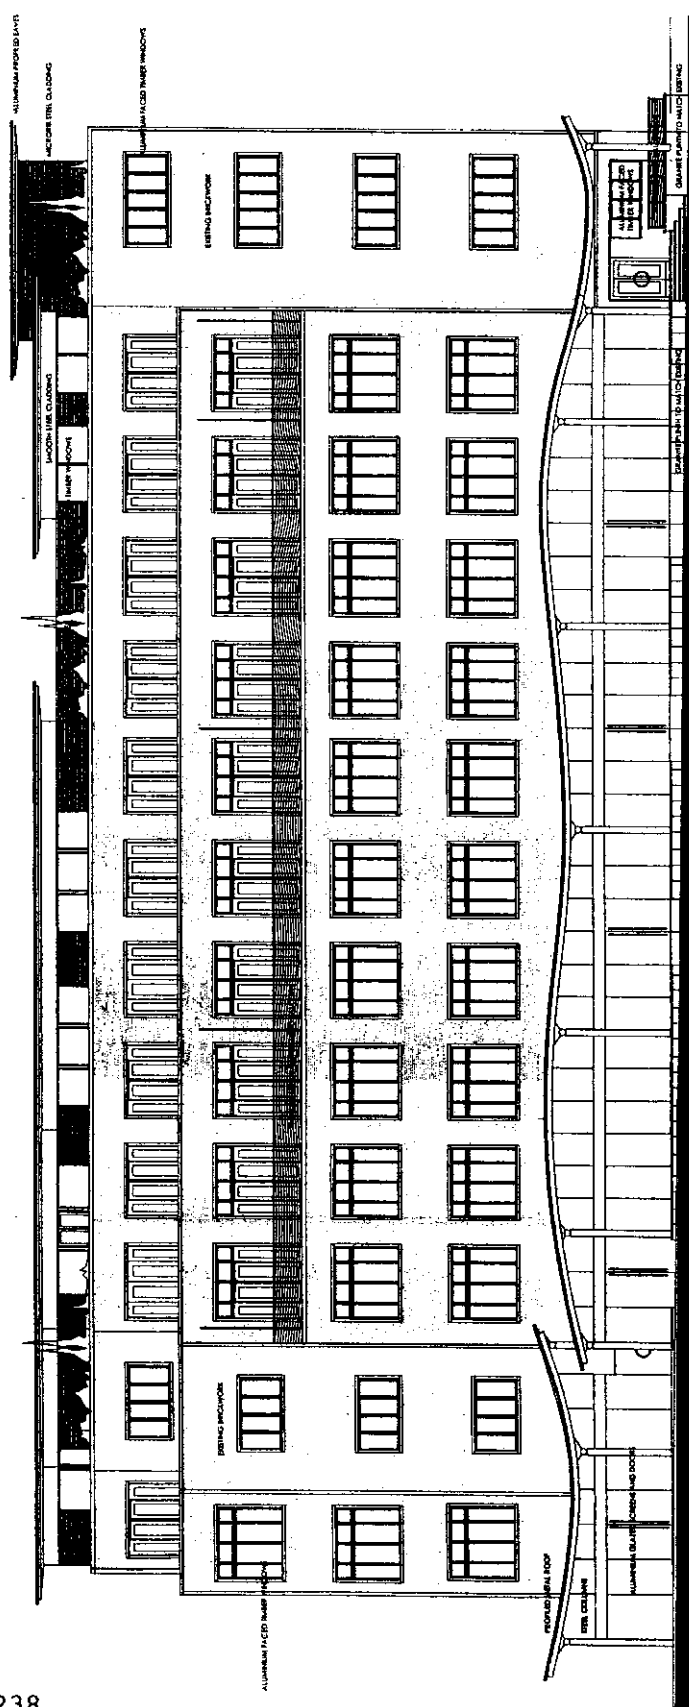 ALUMINIUM PROFILED EAVES
MICRORIB STEEL CLADDING
ALUMINIUM FACED TIMBER WINDOWS
EXISTING BRICKWORK
SMOOTH STEEL CLADDING
TIMBER WINDOWS
ALUMINIUM FACED
TIMBER WINDOWS
GRANITE PLINTH TO MATCH EXISTING
GRANITE PLINTH TO MATCH EXISTING
EXISTING BRICKWORK
ALUMINIUM FACED TIMBER WINDOWS
PROFILED METAL ROOF
STEEL COLUMNS
ALUMINIUM GLAZED SCREENS AND DOORS
238